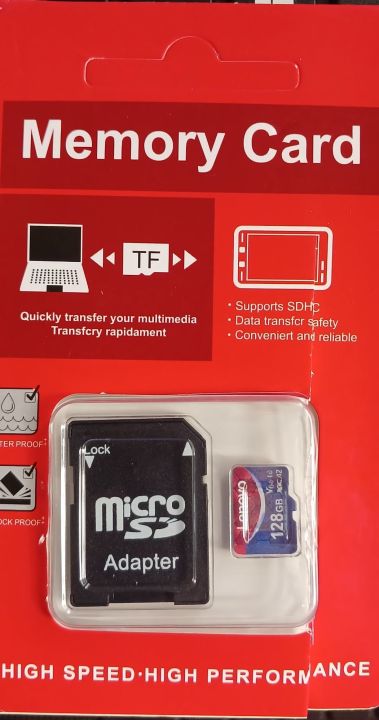 Memory Card
TF
Quickly transfer your multimedia
Transfcry rapidament
· Supports SDHC
· Data transfcr safety
· Conveniert and reliable
TER PROOF
OCK PROOF
Lock
micro
SD
Adapter
Lenovo
128GB
HIGH SPEED·HIGH PERFORMANCE